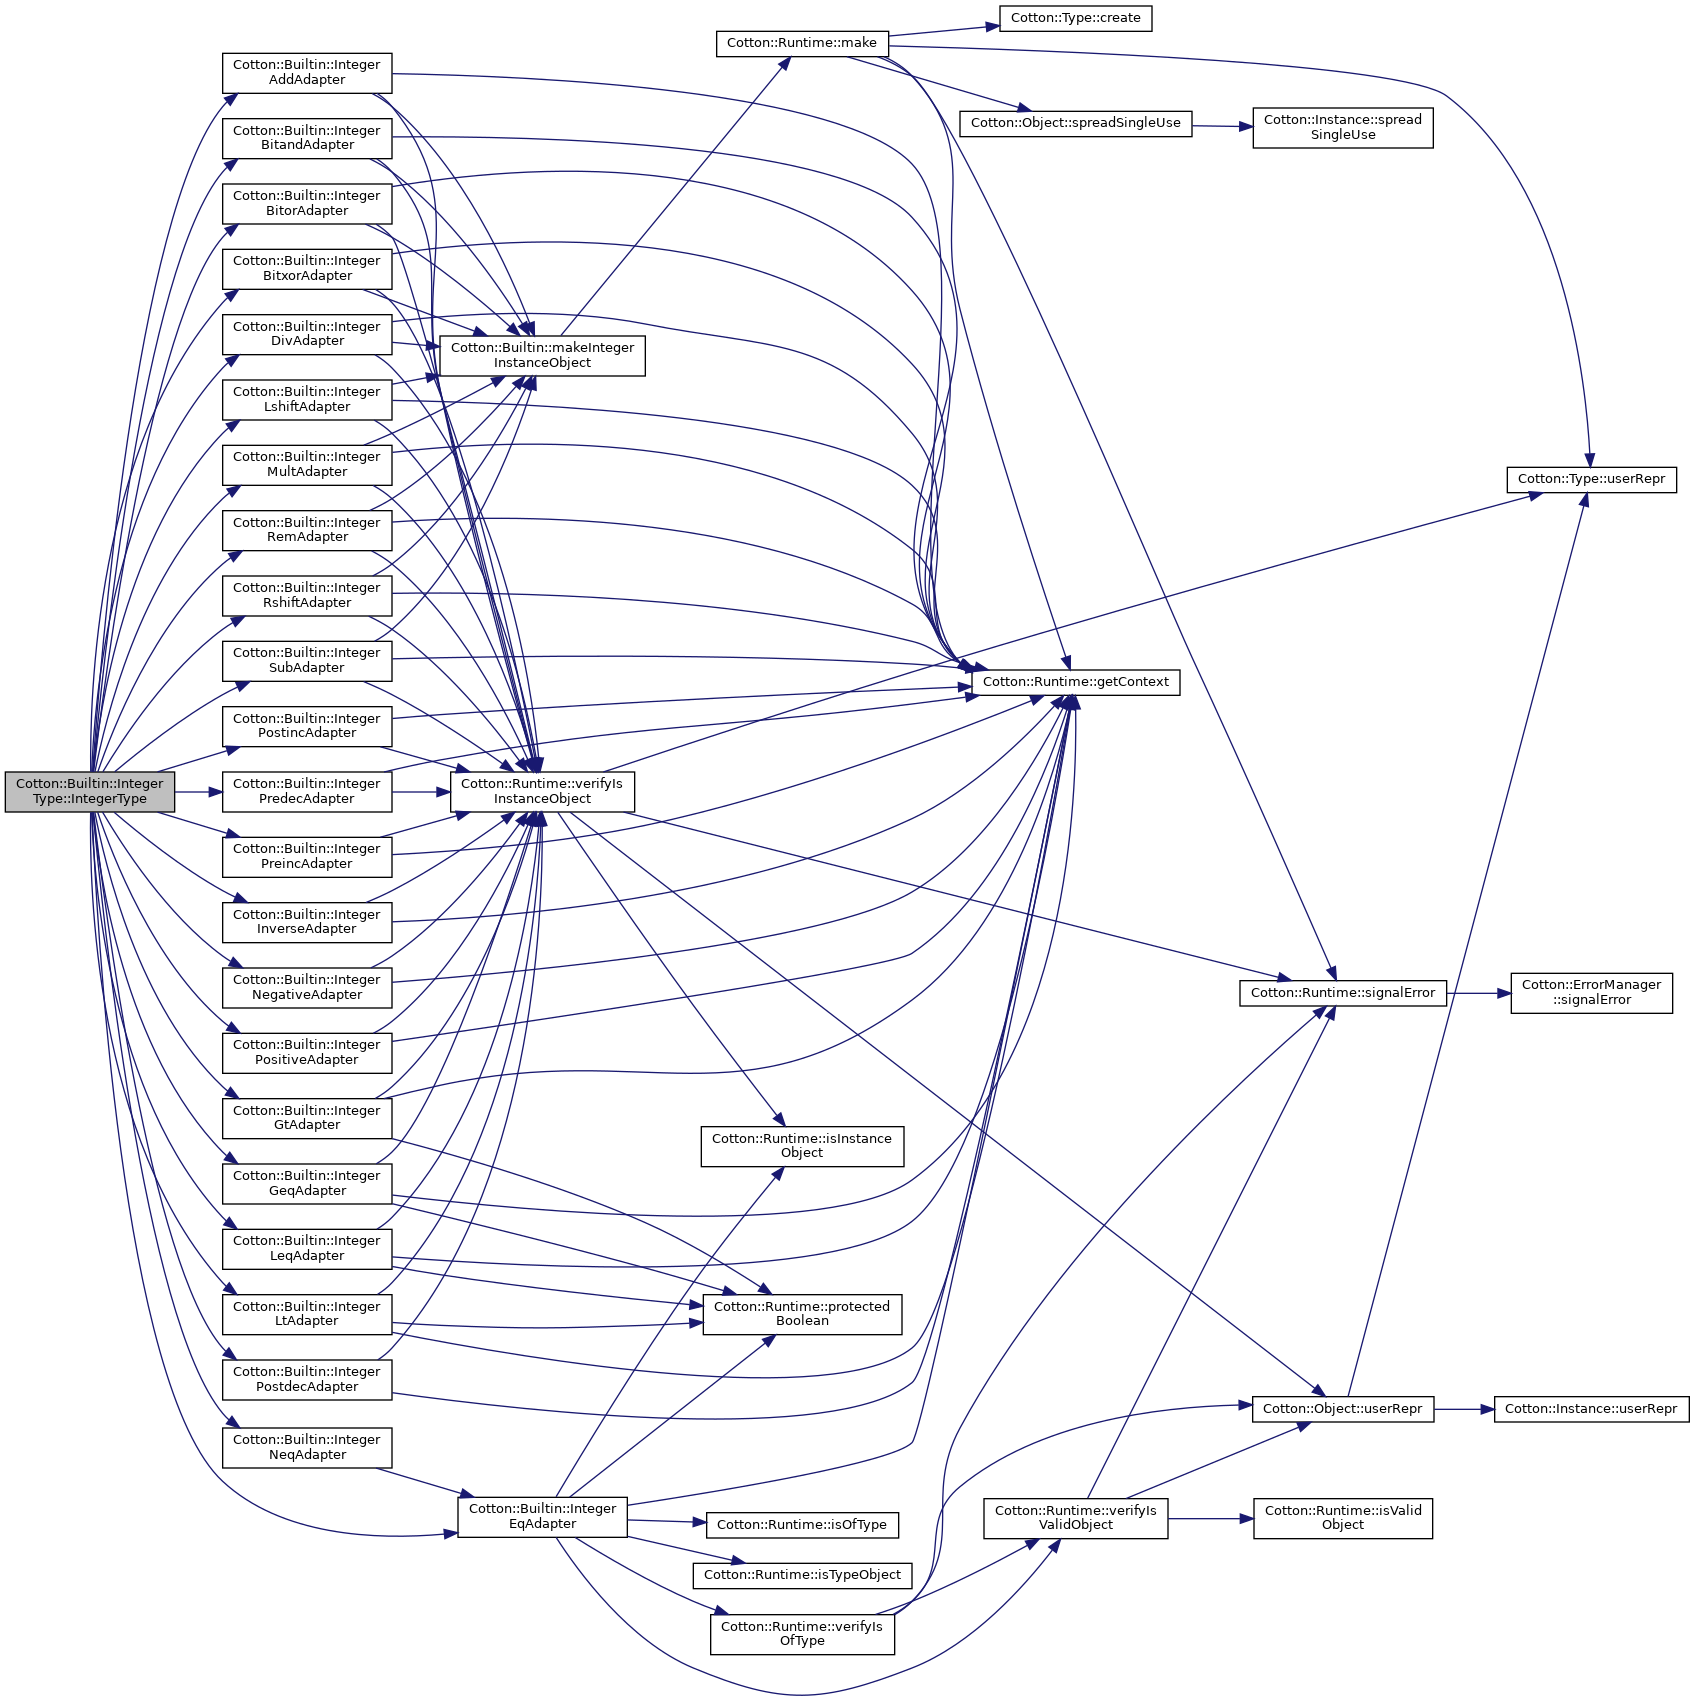 Cotton::Builtin::Integer
Type::IntegerType
Cotton::Builtin::Integer
AddAdapter
Cotton::Builtin::Integer
BitandAdapter
Cotton::Builtin::Integer
BitorAdapter
Cotton::Builtin::Integer
BitxorAdapter
Cotton::Builtin::Integer
DivAdapter
Cotton::Builtin::Integer
LshiftAdapter
Cotton::Builtin::Integer
MultAdapter
Cotton::Builtin::Integer
RemAdapter
Cotton::Builtin::Integer
RshiftAdapter
Cotton::Builtin::Integer
SubAdapter
Cotton::Builtin::Integer
PostincAdapter
Cotton::Builtin::Integer
PredecAdapter
Cotton::Builtin::Integer
PreincAdapter
Cotton::Builtin::Integer
InverseAdapter
Cotton::Builtin::Integer
NegativeAdapter
Cotton::Builtin::Integer
PositiveAdapter
Cotton::Builtin::Integer
GtAdapter
Cotton::Builtin::Integer
GeqAdapter
Cotton::Builtin::Integer
LeqAdapter
Cotton::Builtin::Integer
LtAdapter
Cotton::Builtin::Integer
PostdecAdapter
Cotton::Builtin::Integer
NeqAdapter
Cotton::Builtin::makeInteger
InstanceObject
Cotton::Runtime::verifyIs
InstanceObject
Cotton::Builtin::Integer
EqAdapter
Cotton::Runtime::make
Cotton::Runtime::isInstance
Object
Cotton::Runtime::protected
Boolean
Cotton::Runtime::isOfType
Cotton::Runtime::isTypeObject
Cotton::Runtime::verifyIs
OfType
Cotton::Type::create
Cotton::Object::spreadSingleUse
Cotton::Runtime::getContext
Cotton::Runtime::verifyIs
ValidObject
Cotton::Instance::spread
SingleUse
Cotton::Runtime::signalError
Cotton::Object::userRepr
Cotton::Runtime::isValid
Object
Cotton::Type::userRepr
Cotton::ErrorManager
::signalError
Cotton::Instance::userRepr